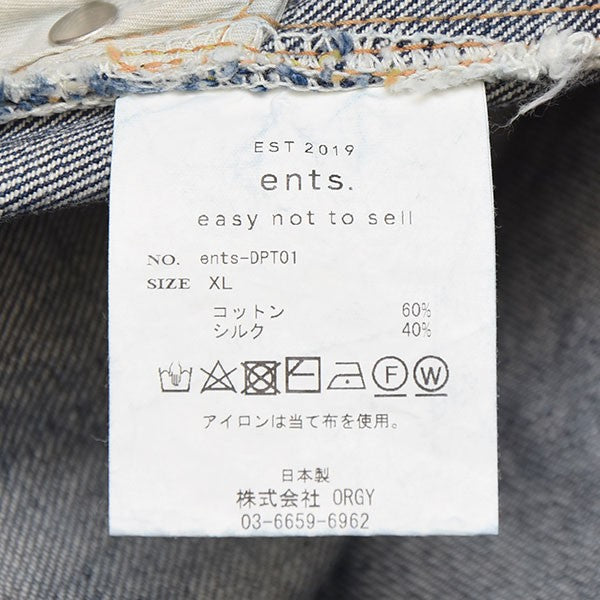 EST 2019
ents.
easy not to sell
NO. ents-DPT01
SIZE XL
コットン 60%
シルク 40%
F W
アイロンは当て布を使用。
日本製
株式会社 ORGY
03-6659-6962